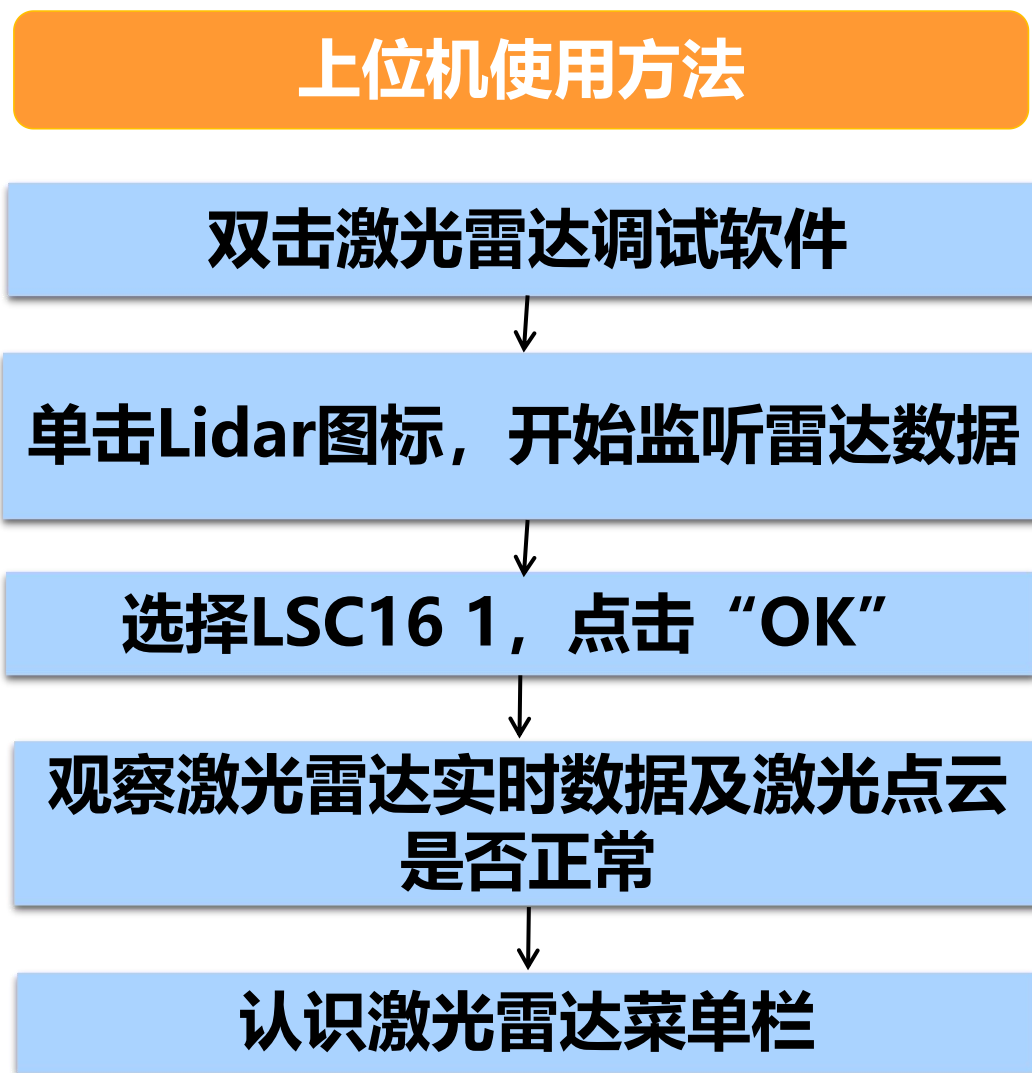 上位机使用方法
双击激光雷达调试软件
单击Lidar图标，开始监听雷达数据
选择LSC16 1，点击“OK”
观察激光雷达实时数据及激光点云
是否正常
认识激光雷达菜单栏